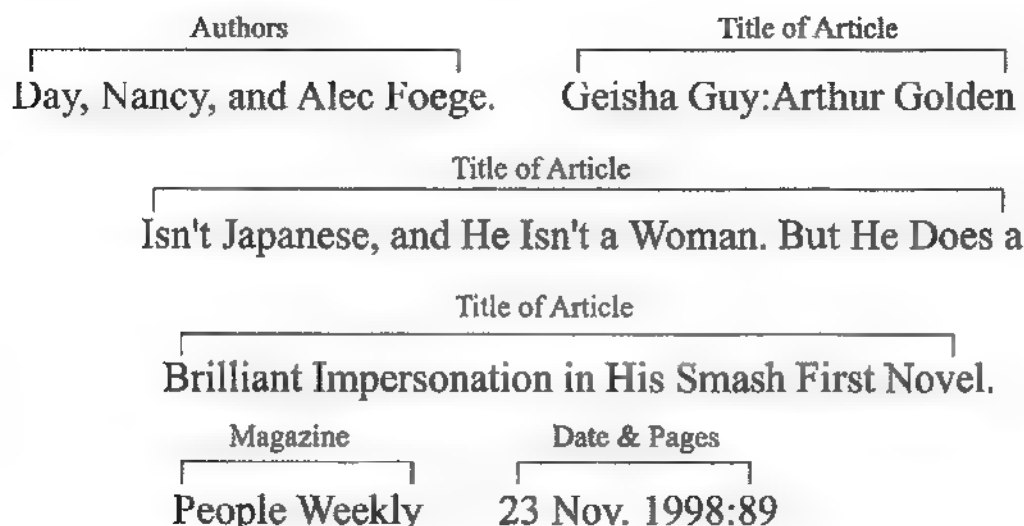 Authors Title of Article
Day, Nancy, and Alec Foege. Geisha Guy:Arthur Golden
Title of Article
Isn't Japanese, and He Isn't a Woman. But He Does a
Title of Article
Brilliant Impersonation in His Smash First Novel.
Magazine Date & Pages
People Weekly 23 Nov. 1998:89